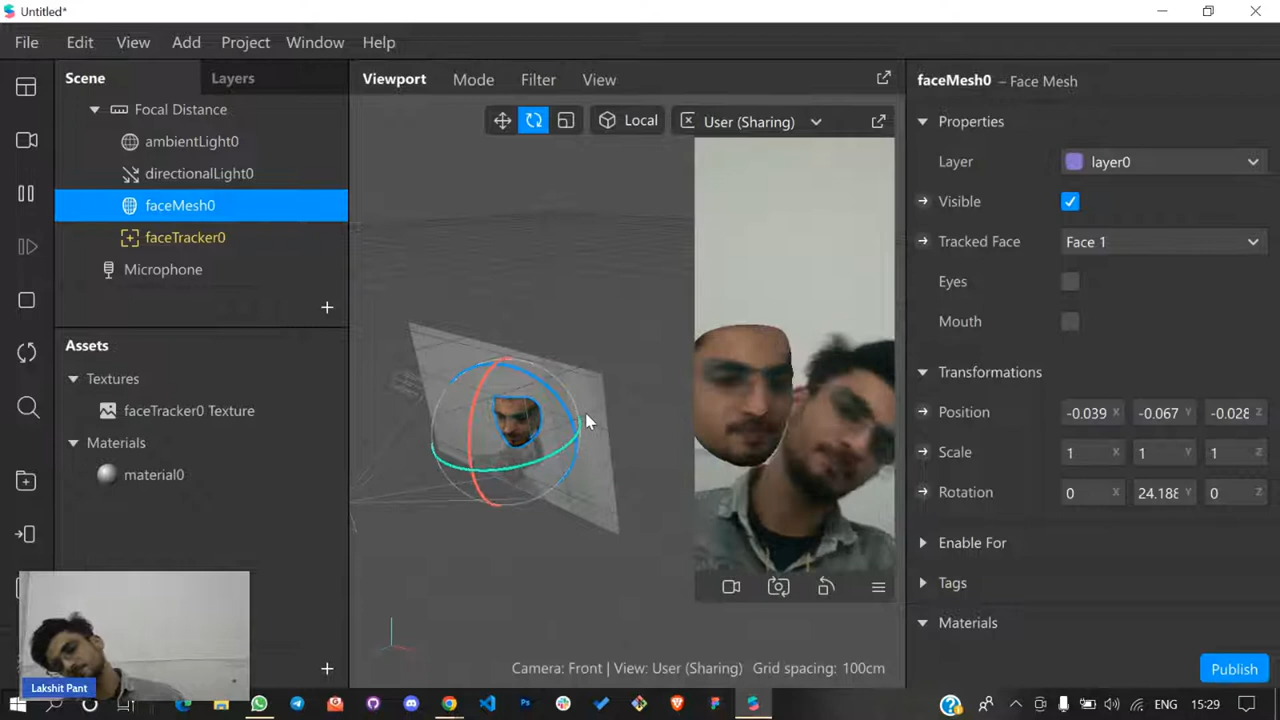 Untitled*
File Edit View Add Project Window Help
Scene Layers
Focal Distance
ambientLight0
directionalLight0
faceMesh0
faceTracker0
Microphone
+
Assets
Textures
faceTracker0 Texture
Materials
material0
+
Lakshit Pant
Viewport Mode Filter View
Local User (Sharing)
Camera: Front | View: User (Sharing) Grid spacing: 100cm
faceMesh0 – Face Mesh
Properties
Layer layer0
Visible
Tracked Face Face 1
Eyes
Mouth
Transformations
Position -0.039 X -0.067 Y -0.028 Z
Scale 1 X 1 Y 1 Z
Rotation 0 X 24.188 Y 0 Z
Enable For
Tags
Materials
Publish
ENG 15:29